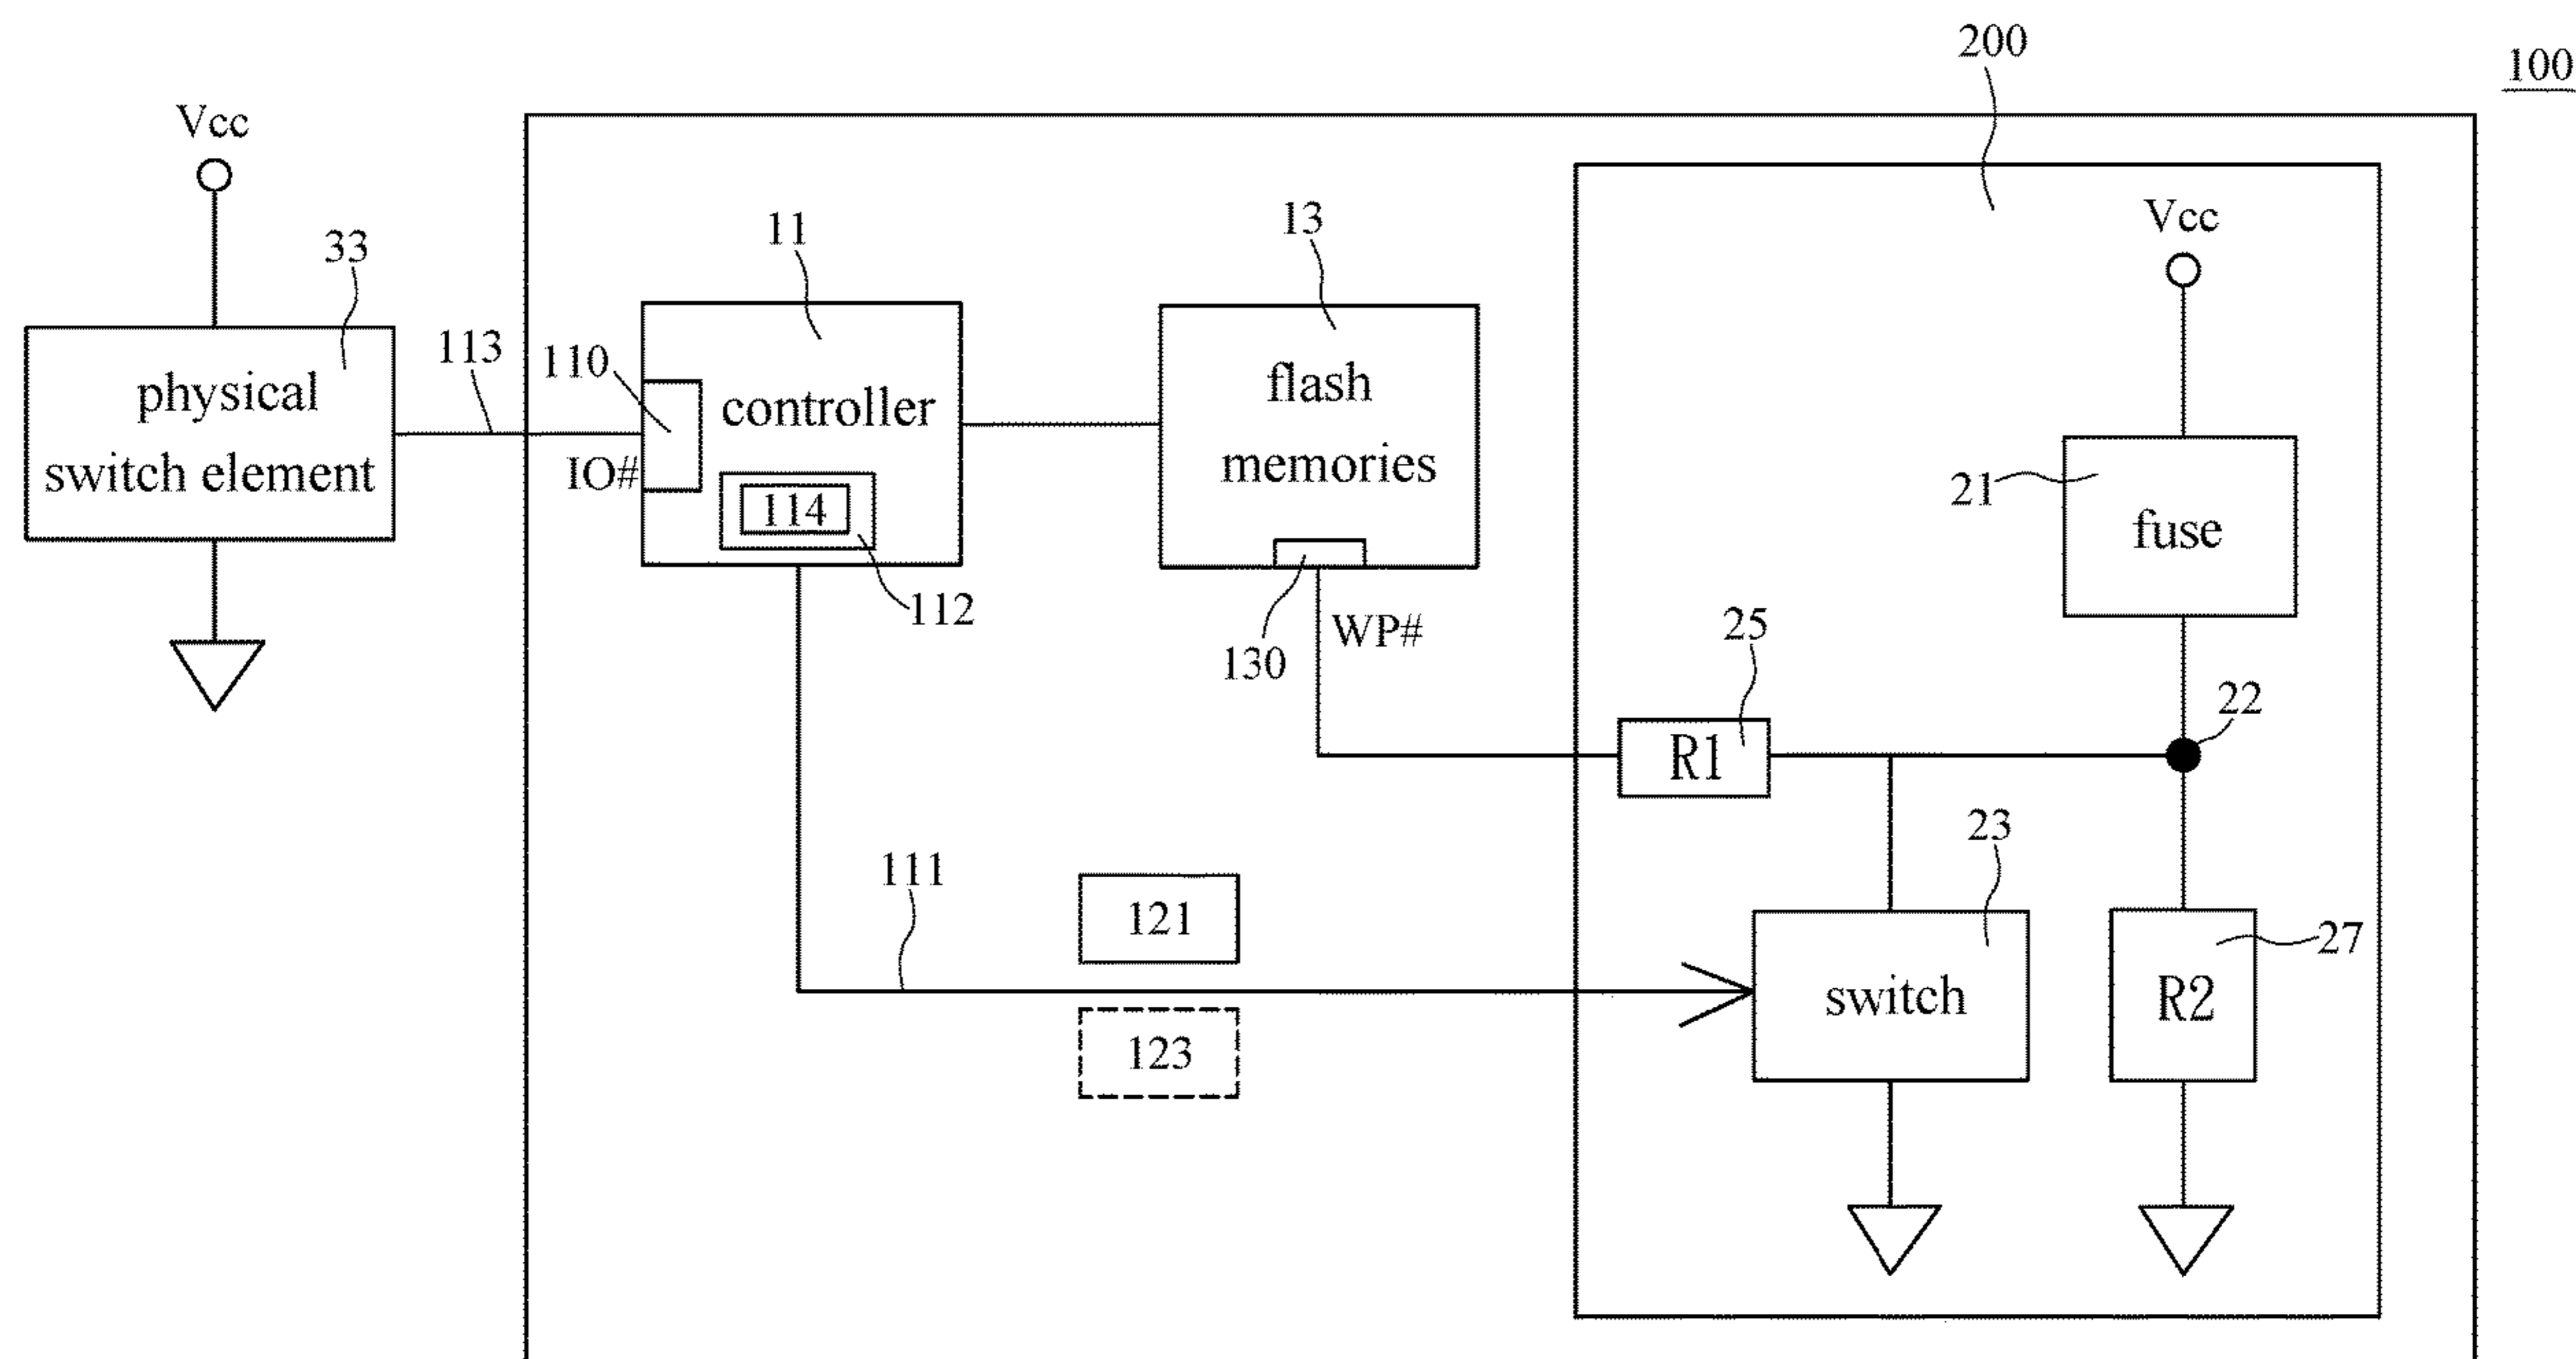 200
100
Vcc
Vcc
11
13
33
113
110
physical
switch element
controller
flash
memories
IO#
114
112
21
fuse
130
WP#
25
R1
22
111
121
23
27
switch
R2
123